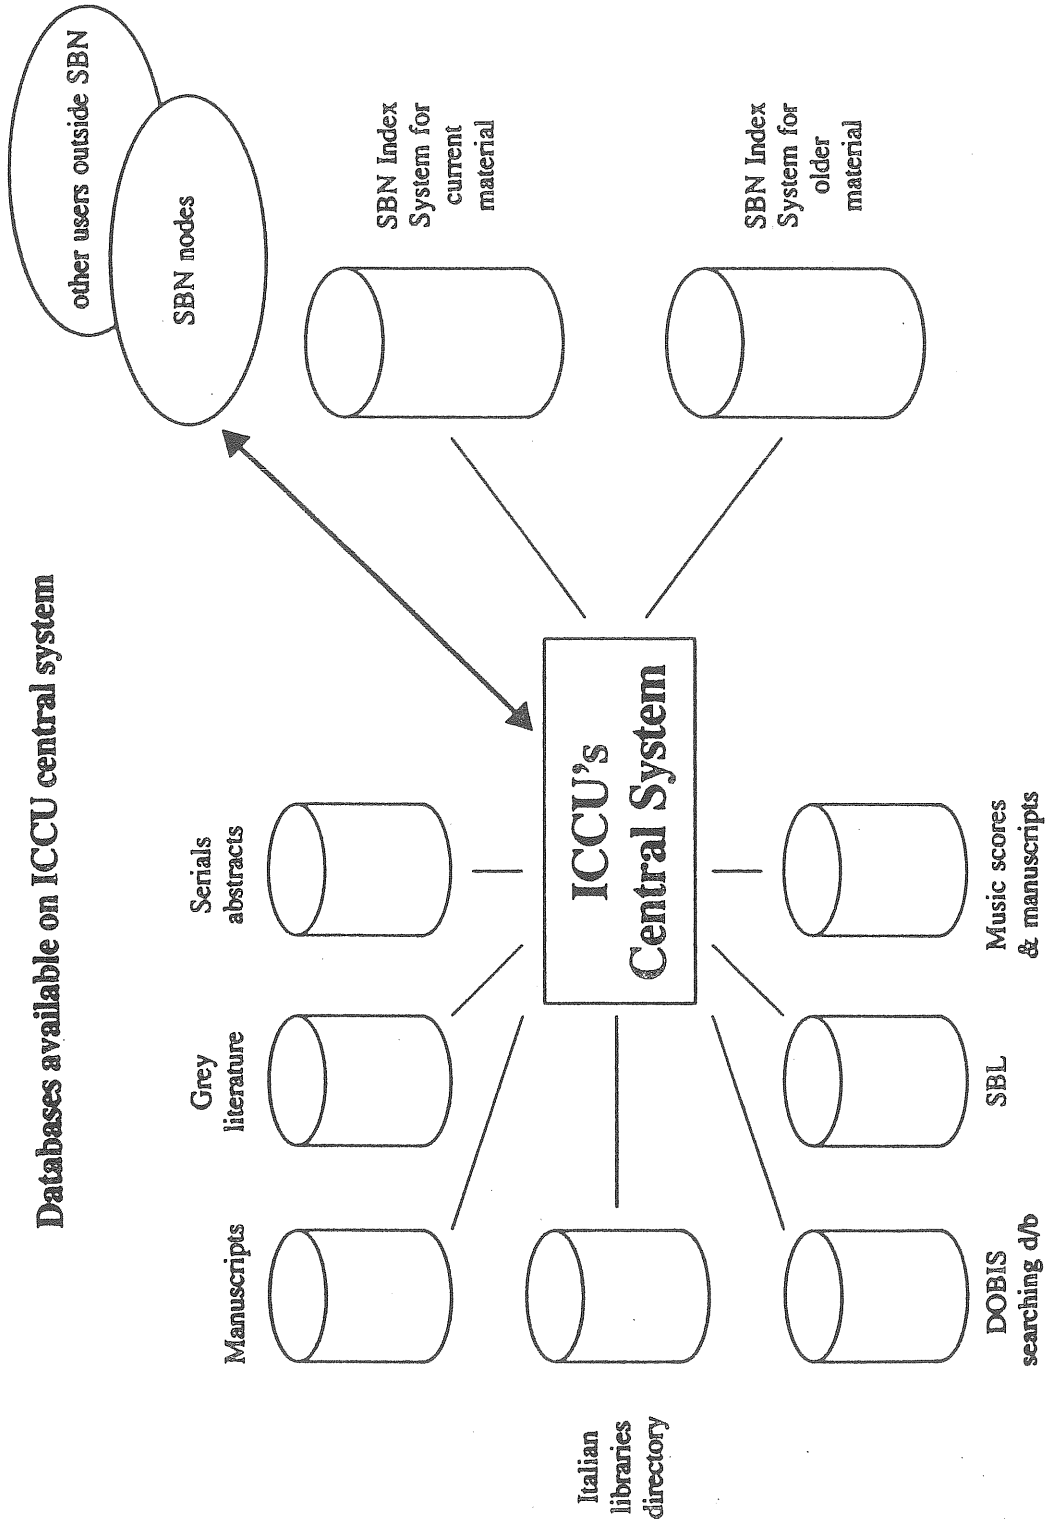 Databases available on ICCU central system
other users outside SBN
SBN nodes
Manuscripts
Grey
literature
Serials
abstracts
SBN Index
System for
current
material
Italian
libraries
directory
ICCU's
Central System
SBN Index
System for
older
material
DOBIS
searching d/b
SBL
Music scores
& manuscripts